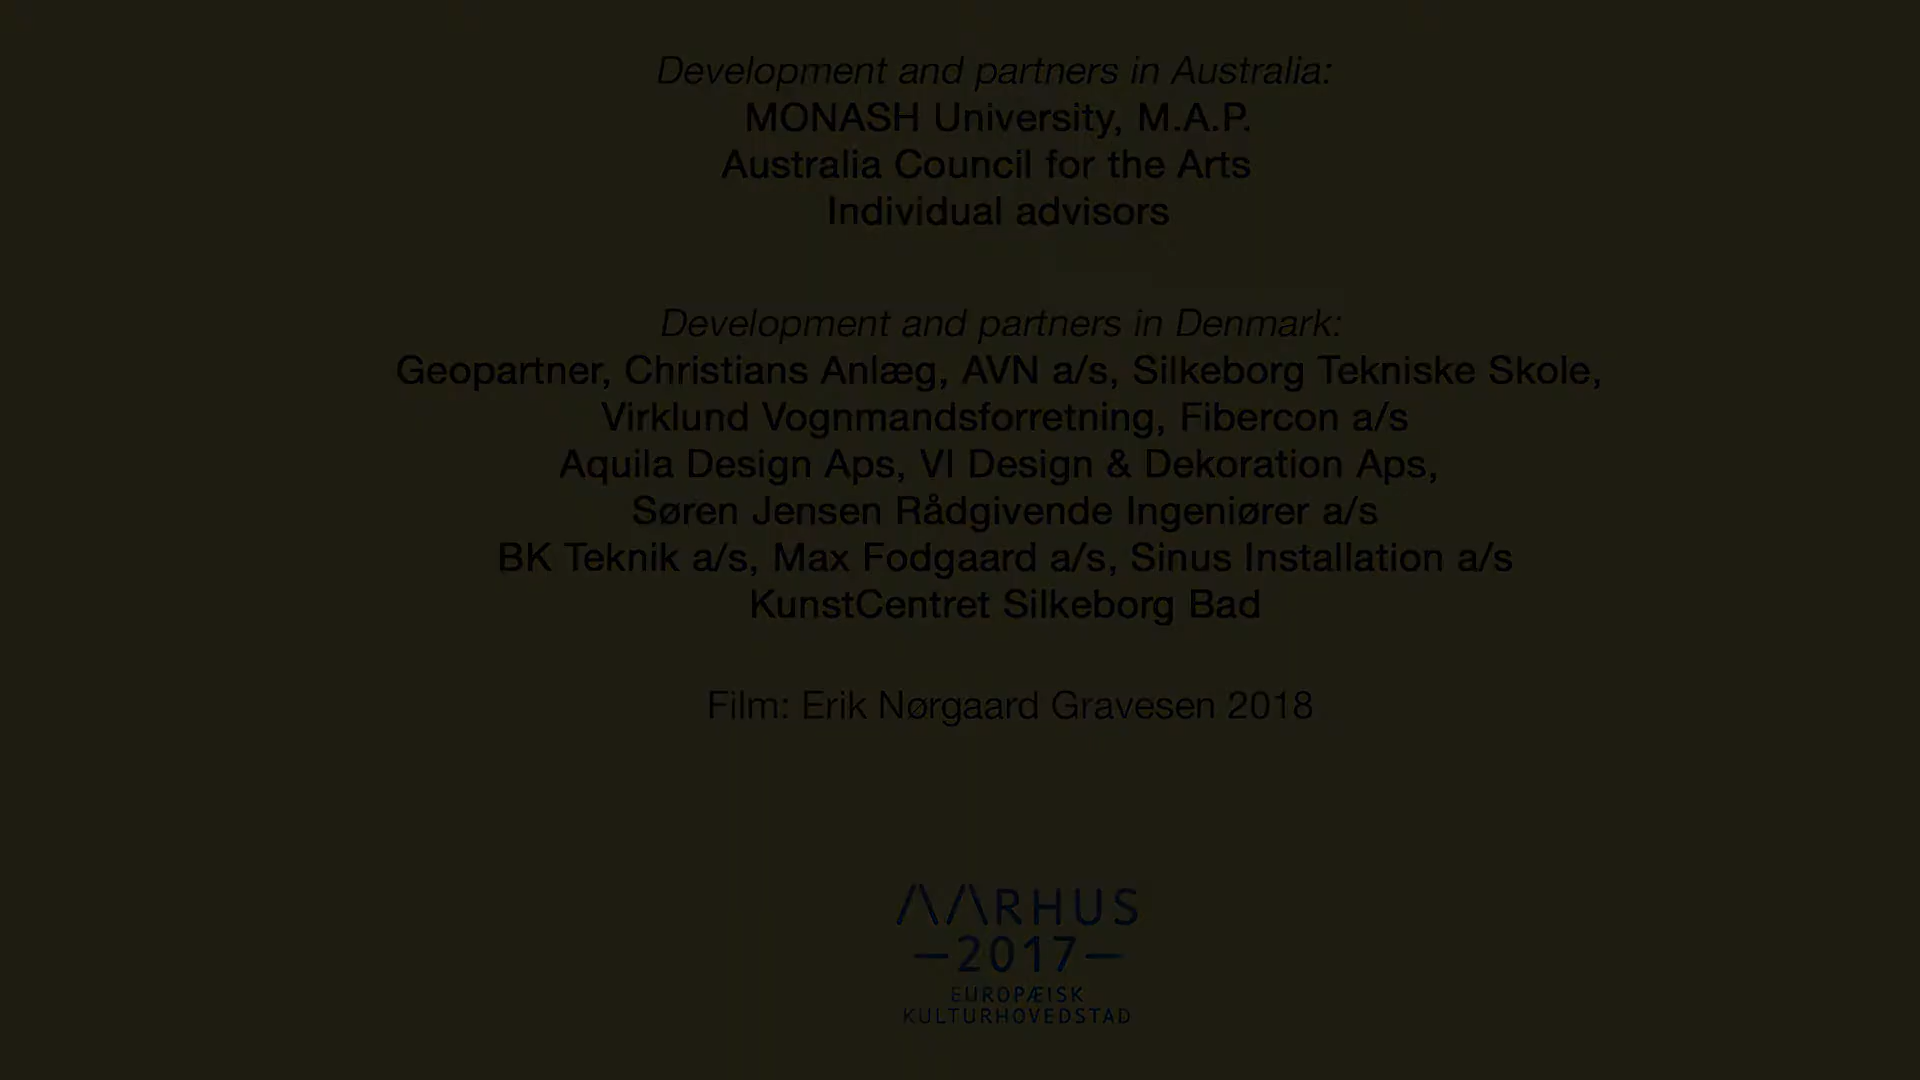 Development and partners in Australia:
MONASH University, M.A.P.
Australia Council for the Arts
Individual advisors
Development and partners in Denmark:
Geopartner, Christians Anlæg, AVN a/s, Silkeborg Tekniske Skole,
Virklund Vognmandsforretning, Fibercon a/s
Aquila Design Aps, VI Design & Dekoration Aps,
Søren Jensen Rådgivende Ingeniører a/s
BK Teknik a/s, Max Fodgaard a/s, Sinus Installation a/s
KunstCentret Silkeborg Bad
Film: Erik Nørgaard Gravesen 2018
AARHUS
—2017—
EUROPÆISK
KULTURHOVEDSTAD